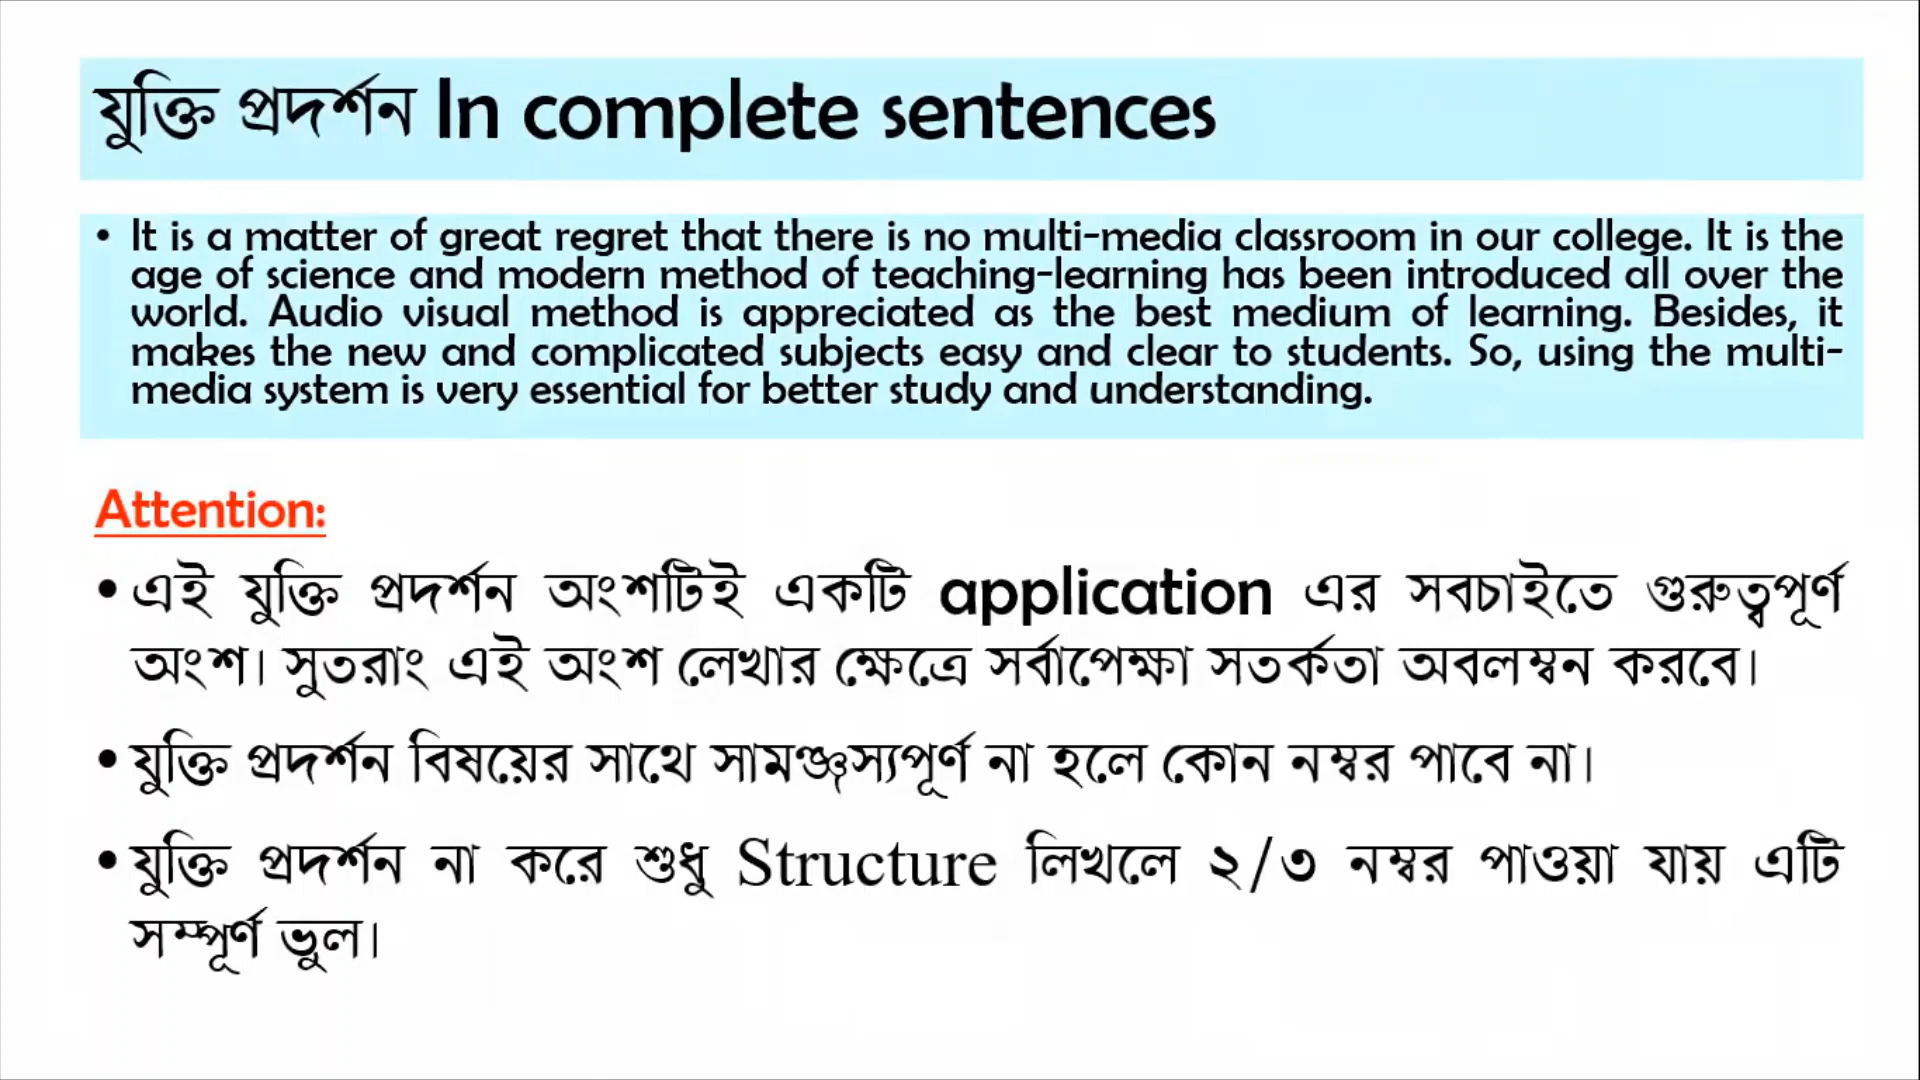 যুক্তি প্রদর্শন In complete sentences
• It is a matter of great regret that there is no multi-media classroom in our college. It is the
age of science and modern method of teaching-learning has been introduced all over the
world. Audio visual method is appreciated as the best medium of learning. Besides, it
makes the new and complicated subjects easy and clear to students. So, using the multi-
media system is very essential for better study and understanding.
Attention:
• এই যুক্তি প্রদর্শন অংশটিই একটি application এর সবচাইতে গুরুত্বপূর্ণ
অংশ। সুতরাং এই অংশ লেখার ক্ষেত্রে সর্বাপেক্ষা সতর্কতা অবলম্বন করবে।
• যুক্তি প্রদর্শন বিষয়ের সাথে সামঞ্জস্যপূর্ণ না হলে কোন নম্বর পাবে না।
• যুক্তি প্রদর্শন না করে শুধু Structure লিখলে ২/৩ নম্বর পাওয়া যায় এটি
সম্পূর্ণ ভুল।